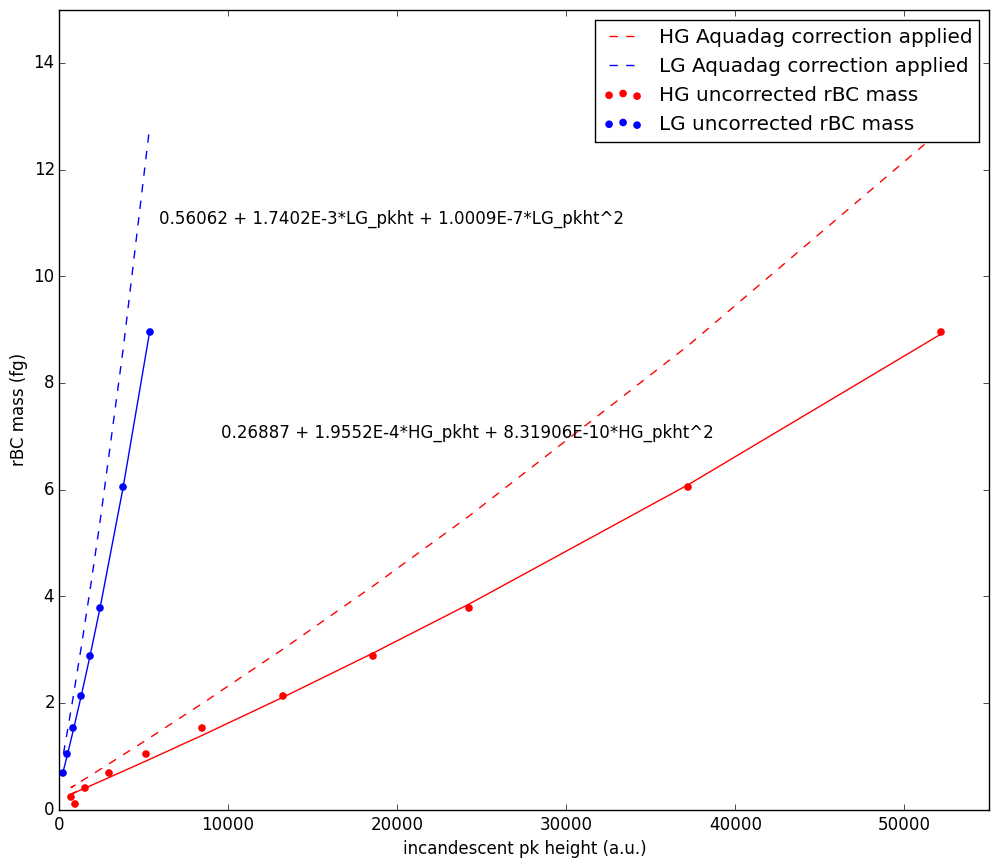 HG Aquadag correction applied
LG Aquadag correction applied
HG uncorrected rBC mass
LG uncorrected rBC mass
0.56062 + 1.7402E-3*LG_pkht + 1.0009E-7*LG_pkht^2
0.26887 + 1.9552E-4*HG_pkht + 8.31906E-10*HG_pkht^2
rBC mass (fg)
14
12
10
8
6
4
2
0
0 10000 20000 30000 40000 50000
incandescent pk height (a.u.)